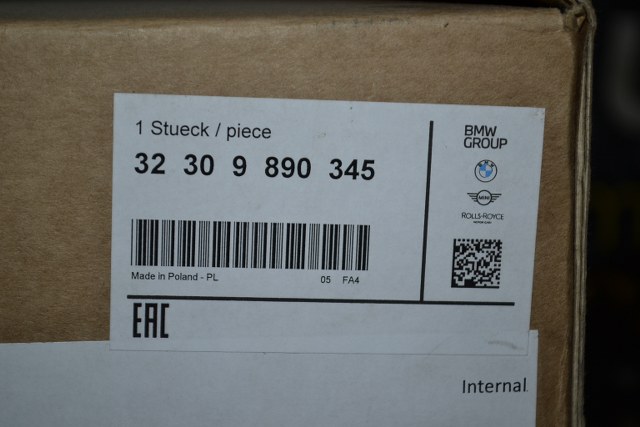 1 Stueck / piece
32 30 9 890 345
Made in Poland - PL
05 FA4
BMW
GROUP
MINI
ROLLS-ROYCE
EAC
Internal